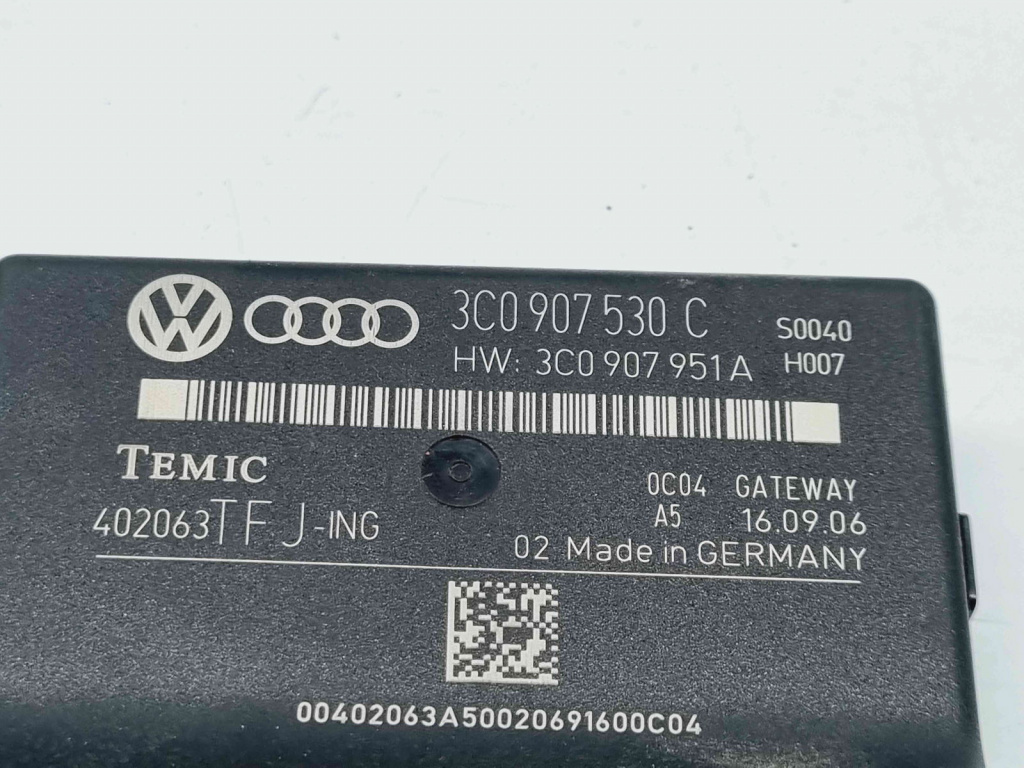 3C0 907 530 C S0040
HW: 3C0 907 951 A H007
TEMIC 0C04 GATEWAY
402063TFJ-ING A5 16.09.06
02 Made in GERMANY
00402063A50020691600C04